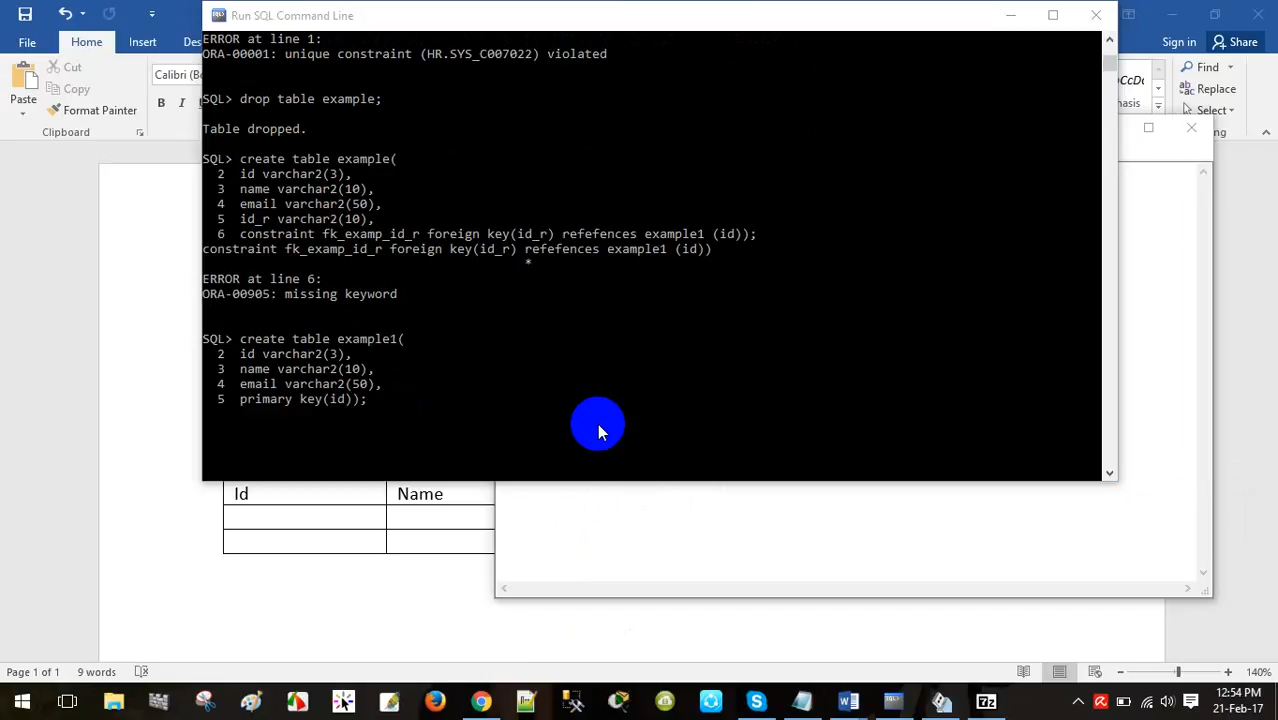 Run SQL Command Line
File
Home
Insert
Des
Sign in
Share
Cut
Copy
Format Painter
Paste
Clipboard
Calibri (Bo
B
I
Find
Replace
Select
ERROR at line 1:
ORA-00001: unique constraint (HR.SYS_C007022) violated
SQL> drop table example;
Table dropped.
SQL> create table example(
2 id varchar2(3),
3 name varchar2(10),
4 email varchar2(50),
5 id_r varchar2(10),
6 constraint fk_examp_id_r foreign key(id_r) refefences example1 (id));
constraint fk_examp_id_r foreign key(id_r) refefences example1 (id))
*
ERROR at line 6:
ORA-00905: missing keyword
SQL> create table example1(
2 id varchar2(3),
3 name varchar2(10),
4 email varchar2(50),
5 primary key(id));
Id Name
Page 1 of 1 9 words
140%
12:54 PM
21-Feb-17